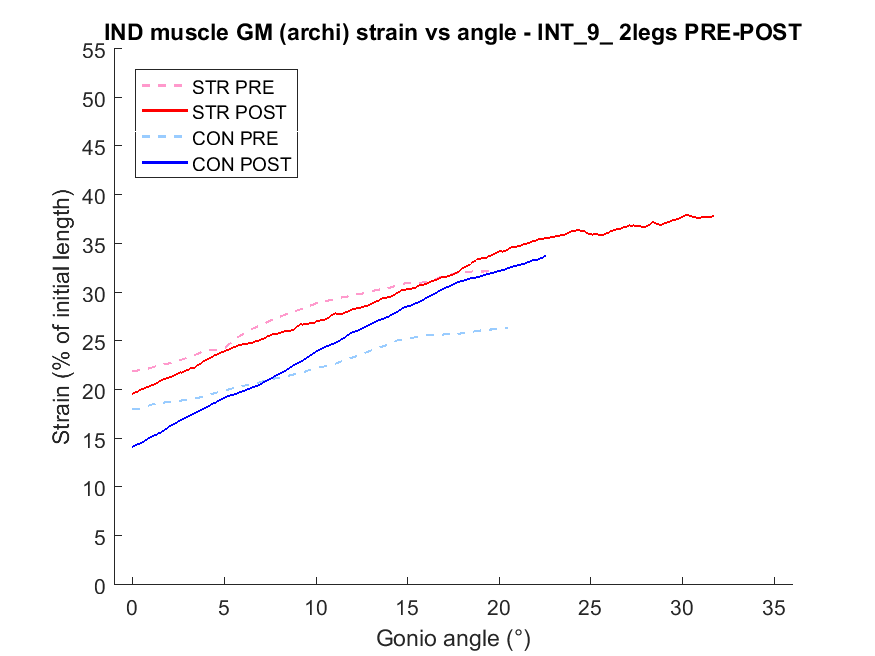 IND muscle GM (archi) strain vs angle - INT_9_ 2legs PRE-POST
55
50
45
40
35
30
25
20
15
10
5
0
Strain (% of initial length)
STR PRE
STR POST
CON PRE
CON POST
0 5 10 15 20 25 30 35
Gonio angle (°)